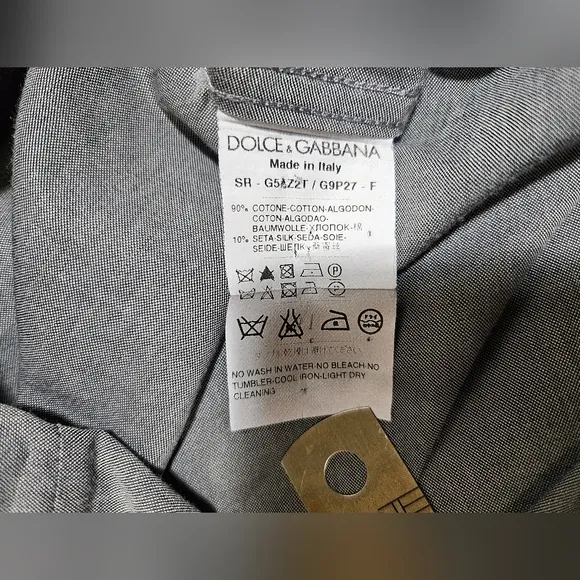 DOLCE & GABBANA
Made in Italy
SR - G5AZ2T / G9P27 - F
90% COTONE-COTTON-ALGODON-
COTON-ALGODAO-
BAUMWOLLE-ХЛОПОК-棉
10% SETA-SILK-SEDA-SOIE-
SEIDE-ШЕЛК
P
NO WASH IN WATER-NO BLEACH-NO
TUMBLER-COOL IRON-LIGHT DRY
CLEANING